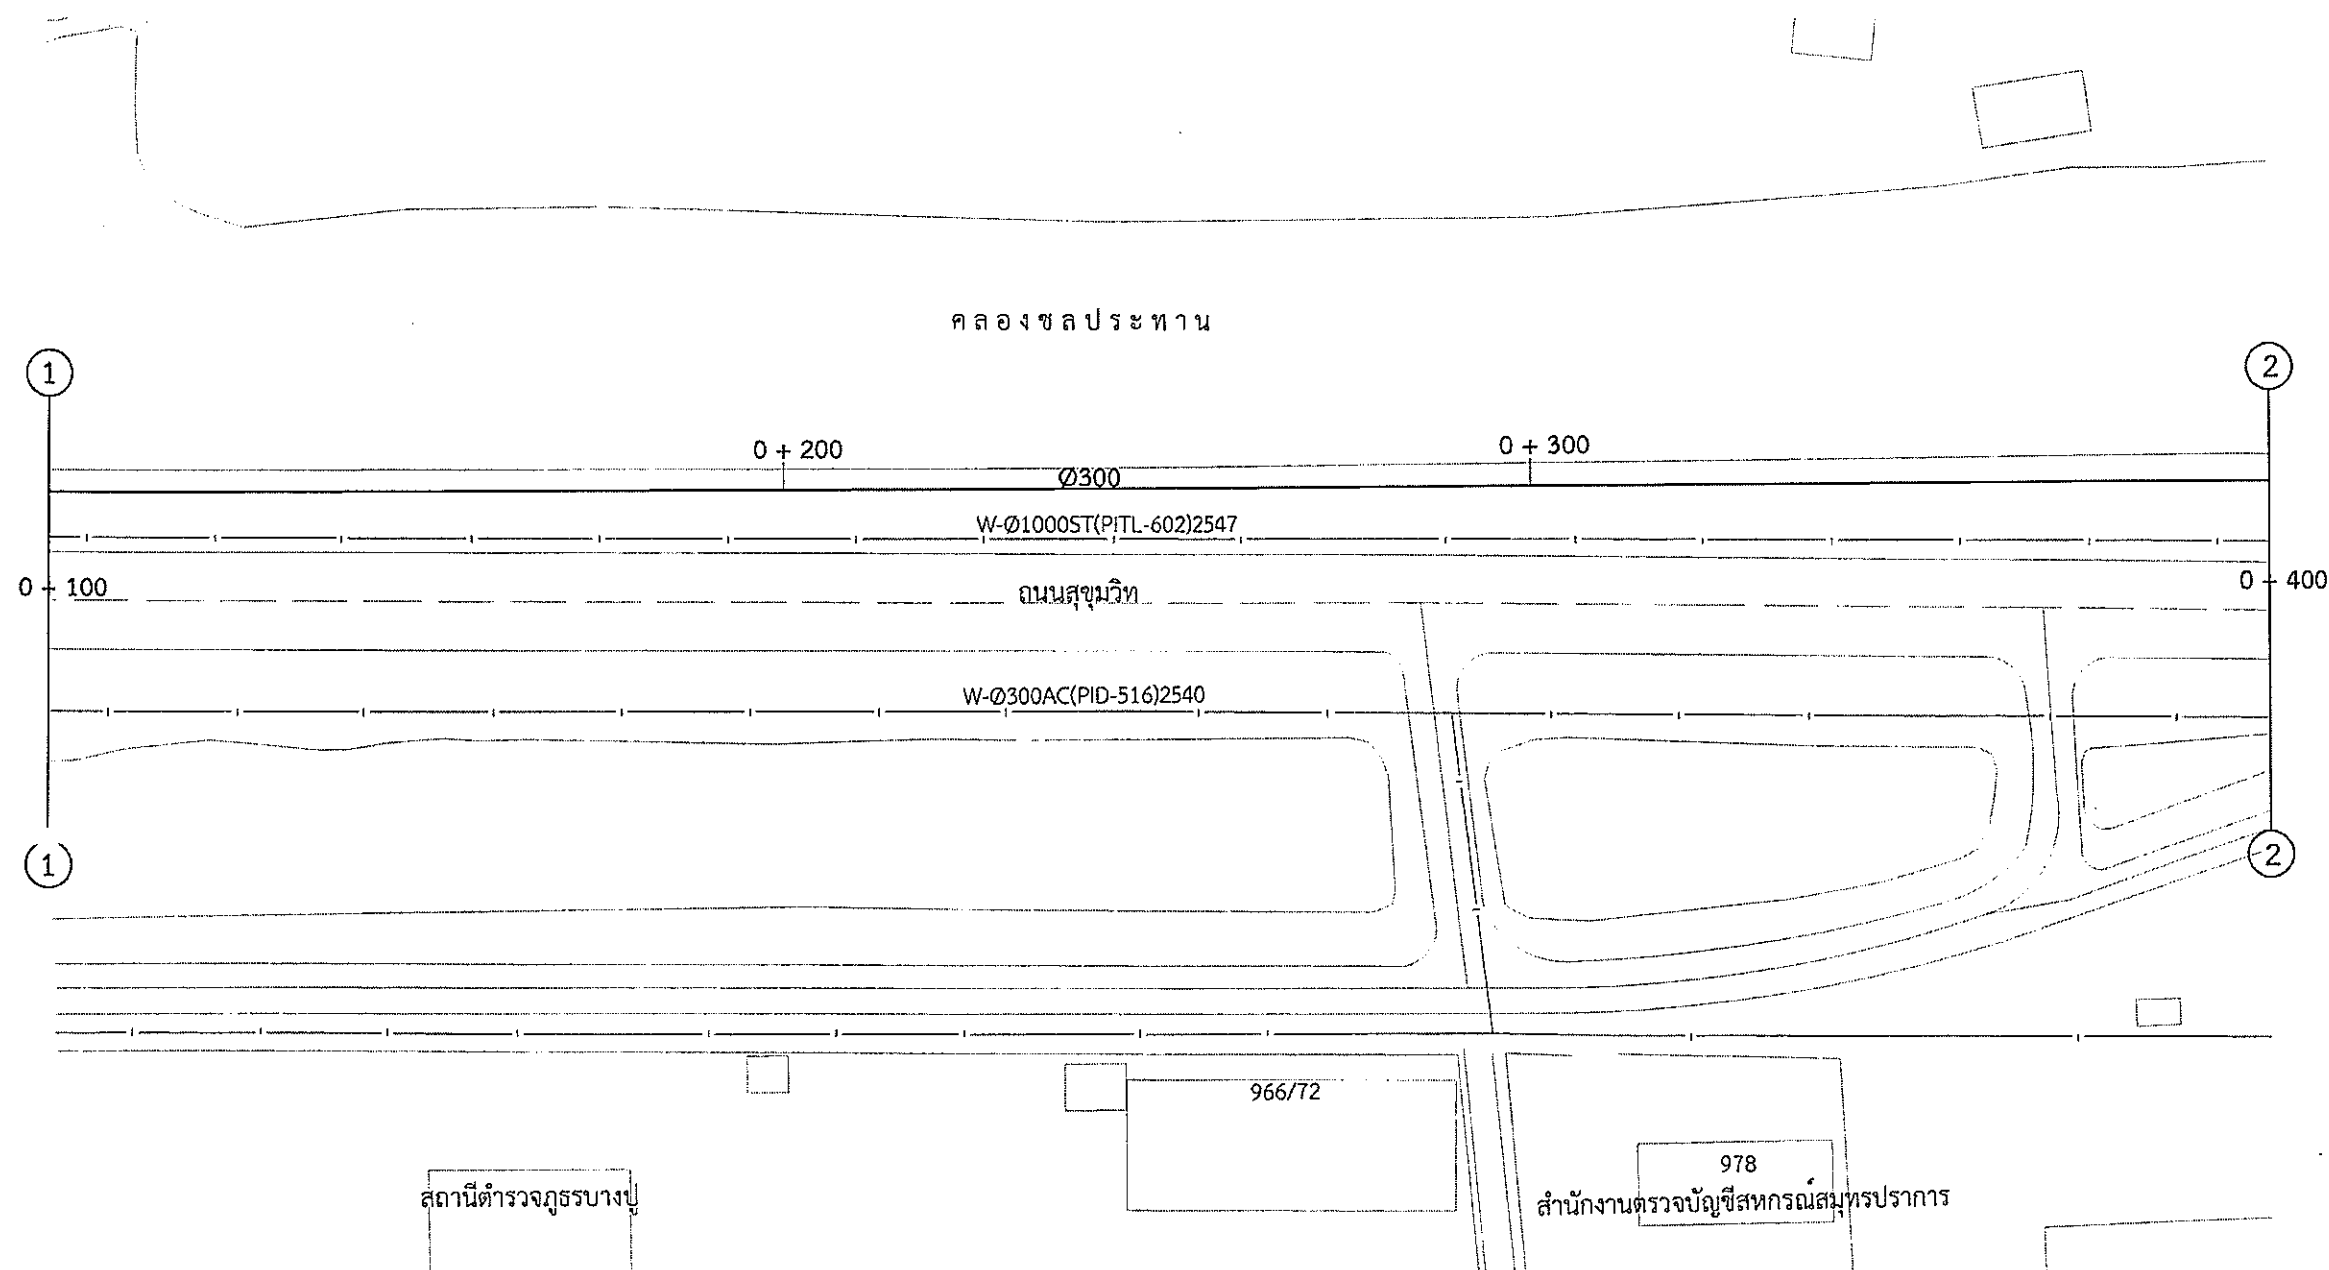 คลองชลประทาน
1
2
0 + 200
0 + 300
Ø300
W-Ø1000ST(PITL-602)2547
0 + 100
ถนนสุขุมวิท
0 + 400
W-Ø300AC(PID-516)2540
1
2
966/72
978
สถานีตำรวจภูธรบางปู
สำนักงานตรวจบัญชีสหกรณ์สมุทรปราการ